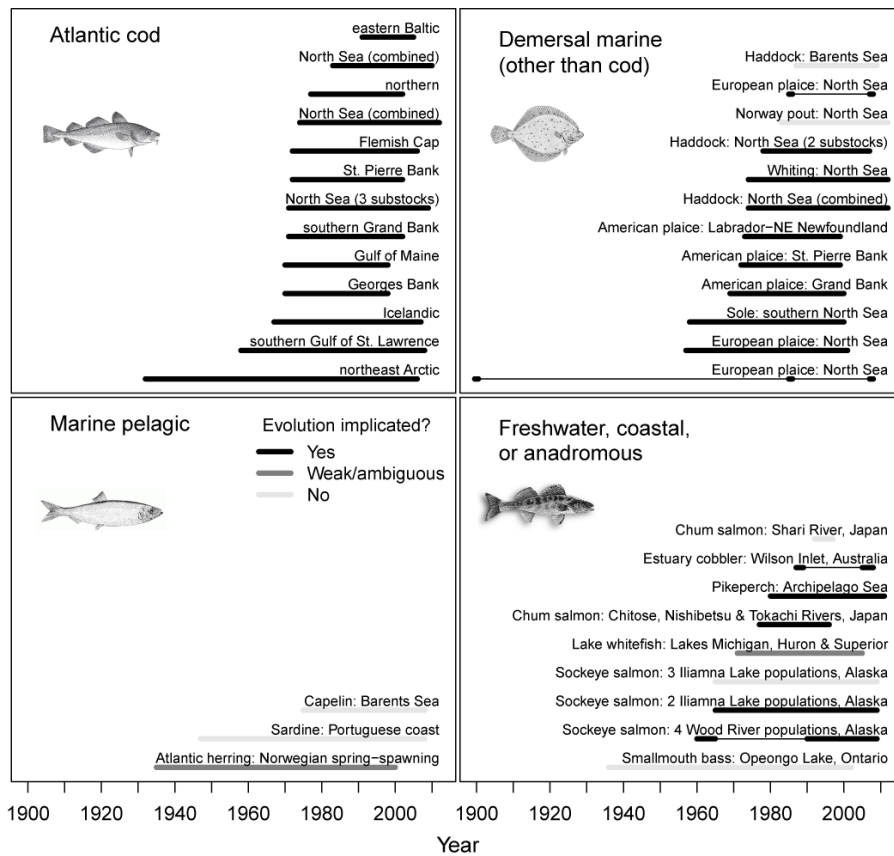 Atlantic cod
eastern Baltic
North Sea (combined)
northern
North Sea (combined)
Flemish Cap
St. Pierre Bank
North Sea (3 substocks)
southern Grand Bank
Gulf of Maine
Georges Bank
Icelandic
southern Gulf of St. Lawrence
northeast Arctic
Demersal marine
(other than cod)
Haddock: Barents Sea
European plaice: North Sea
Norway pout: North Sea
Haddock: North Sea (2 substocks)
Whiting: North Sea
Haddock: North Sea (combined)
American plaice: Labrador−NE Newfoundland
American plaice: St. Pierre Bank
American plaice: Grand Bank
Sole: southern North Sea
European plaice: North Sea
European plaice: North Sea
Marine pelagic
Evolution implicated?
Yes
Weak/ambiguous
No
Capelin: Barents Sea
Sardine: Portuguese coast
Atlantic herring: Norwegian spring−spawning
Freshwater, coastal,
or anadromous
Chum salmon: Shari River, Japan
Estuary cobbler: Wilson Inlet, Australia
Pikeperch: Archipelago Sea
Chum salmon: Chitose, Nishibetsu & Tokachi Rivers, Japan
Lake whitefish: Lakes Michigan, Huron & Superior
Sockeye salmon: 3 Iliamna Lake populations, Alaska
Sockeye salmon: 2 Iliamna Lake populations, Alaska
Sockeye salmon: 4 Wood River populations, Alaska
Smallmouth bass: Opeongo Lake, Ontario
1900 1920 1940 1960 1980 2000
1900 1920 1940 1960 1980 2000
Year